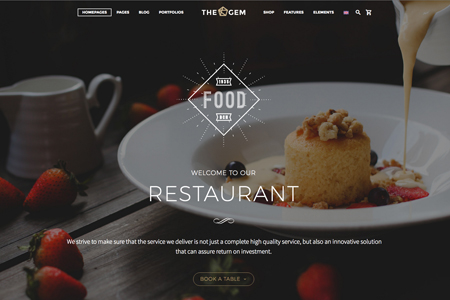 HOMEPAGES PAGES BLOG PORTFOLIOS THE GEM SHOP FEATURES ELEMENTS
FOOD
WELCOME TO OUR
RESTAURANT
We strive to make sure that the service we deliver is not just a complete high quality service, but also an innovative solution
that can assure return on investment.
BOOK A TABLE